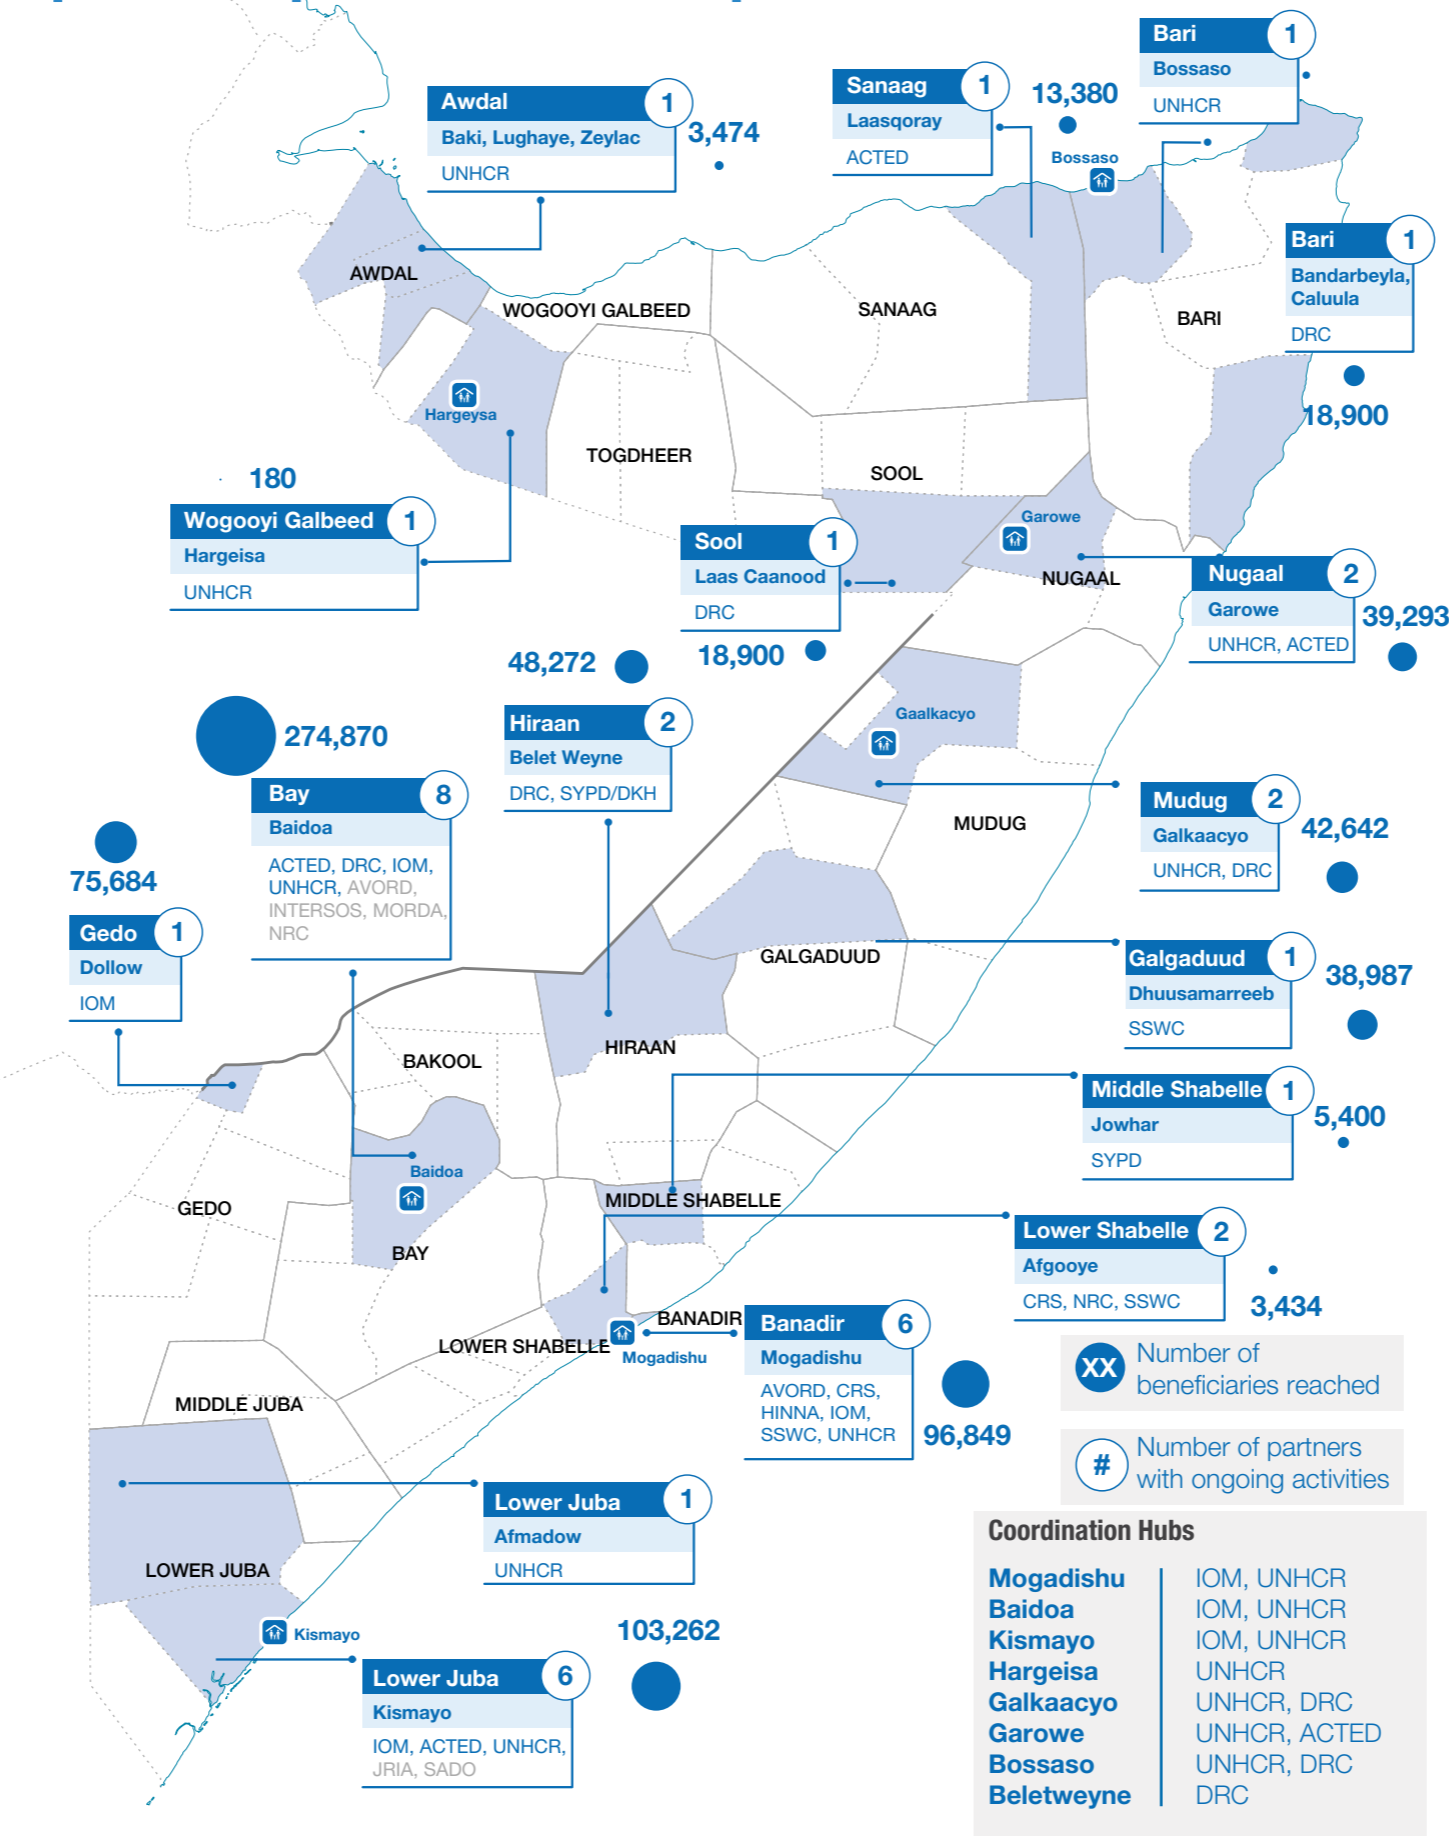 Bari 1
Bossaso
UNHCR
Sanaag 1
Laasqoray
ACTED
13,380
Bossaso
Awdal 1
Baki, Lughaye, Zeylac
UNHCR
3,474
Bari 1
Bandarbeyla,
Caluula
DRC
18,900
AWDAL
WOGOOYI GALBEED
SANAAG
BARI
Hargeysa
TOGDHEER
SOOL
180
Wogooyi Galbeed 1
Hargeisa
UNHCR
Garowe
NUGAAL
Sool 1
Laas Caanood
DRC
18,900
Nugaal 2
Garowe
UNHCR, ACTED
39,293
48,272
Hiraan 2
Belet Weyne
DRC, SYPD/DKH
Gaalkacyo
274,870
Bay 8
Baidoa
ACTED, DRC, IOM,
UNHCR, AVORD,
INTERSOS, MORDA,
NRC
MUDUG
Mudug 2
Galkaacyo
UNHCR, DRC
42,642
75,684
Gedo 1
Dollow
IOM
GALGADUUD
Galgaduud 1
Dhuusamarreeb
SSWC
38,987
BAKOOL
HIRAAN
Middle Shabelle 1
Jowhar
SYPD
5,400
Baidoa
GEDO
BAY
MIDDLE SHABELLE
Lower Shabelle 2
Afgooye
CRS, NRC, SSWC
3,434
LOWER SHABELLE
BANADIR
Mogadishu
Banadir 6
Mogadishu
AVORD, CRS,
HINNA, IOM,
SSWC, UNHCR
96,849
MIDDLE JUBA
Lower Juba 1
Afmadow
UNHCR
LOWER JUBA
Kismayo
103,262
Lower Juba 6
Kismayo
IOM, ACTED, UNHCR,
JRIA, SADO
XX Number of
beneficiaries reached
# Number of partners
with ongoing activities
Coordination Hubs
Mogadishu IOM, UNHCR
Baidoa IOM, UNHCR
Kismayo IOM, UNHCR
Hargeisa UNHCR
Galkaacyo UNHCR, DRC
Garowe UNHCR, ACTED
Bossaso UNHCR, DRC
Beletweyne DRC